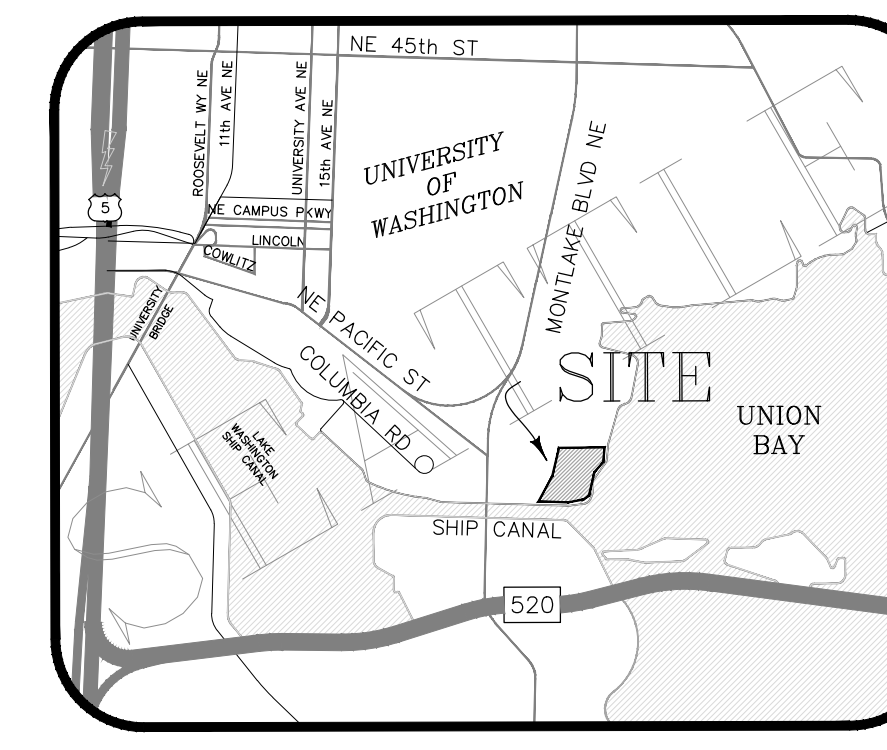 NE 45th ST
ROOSEVELT WY NE
11th AVE NE
UNIVERSITY AVE NE
15th AVE NE
UNIVERSITY
OF
WASHINGTON
MONTLAKE BLVD NE
5
NE CAMPUS PKWY
LINCOLN
COWLITZ
UNIVERSITY
BRIDGE
NE PACIFIC ST
COLUMBIA RD
SITE
UNION
BAY
LAKE
WASHINGTON
SHIP CANAL
SHIP CANAL
520